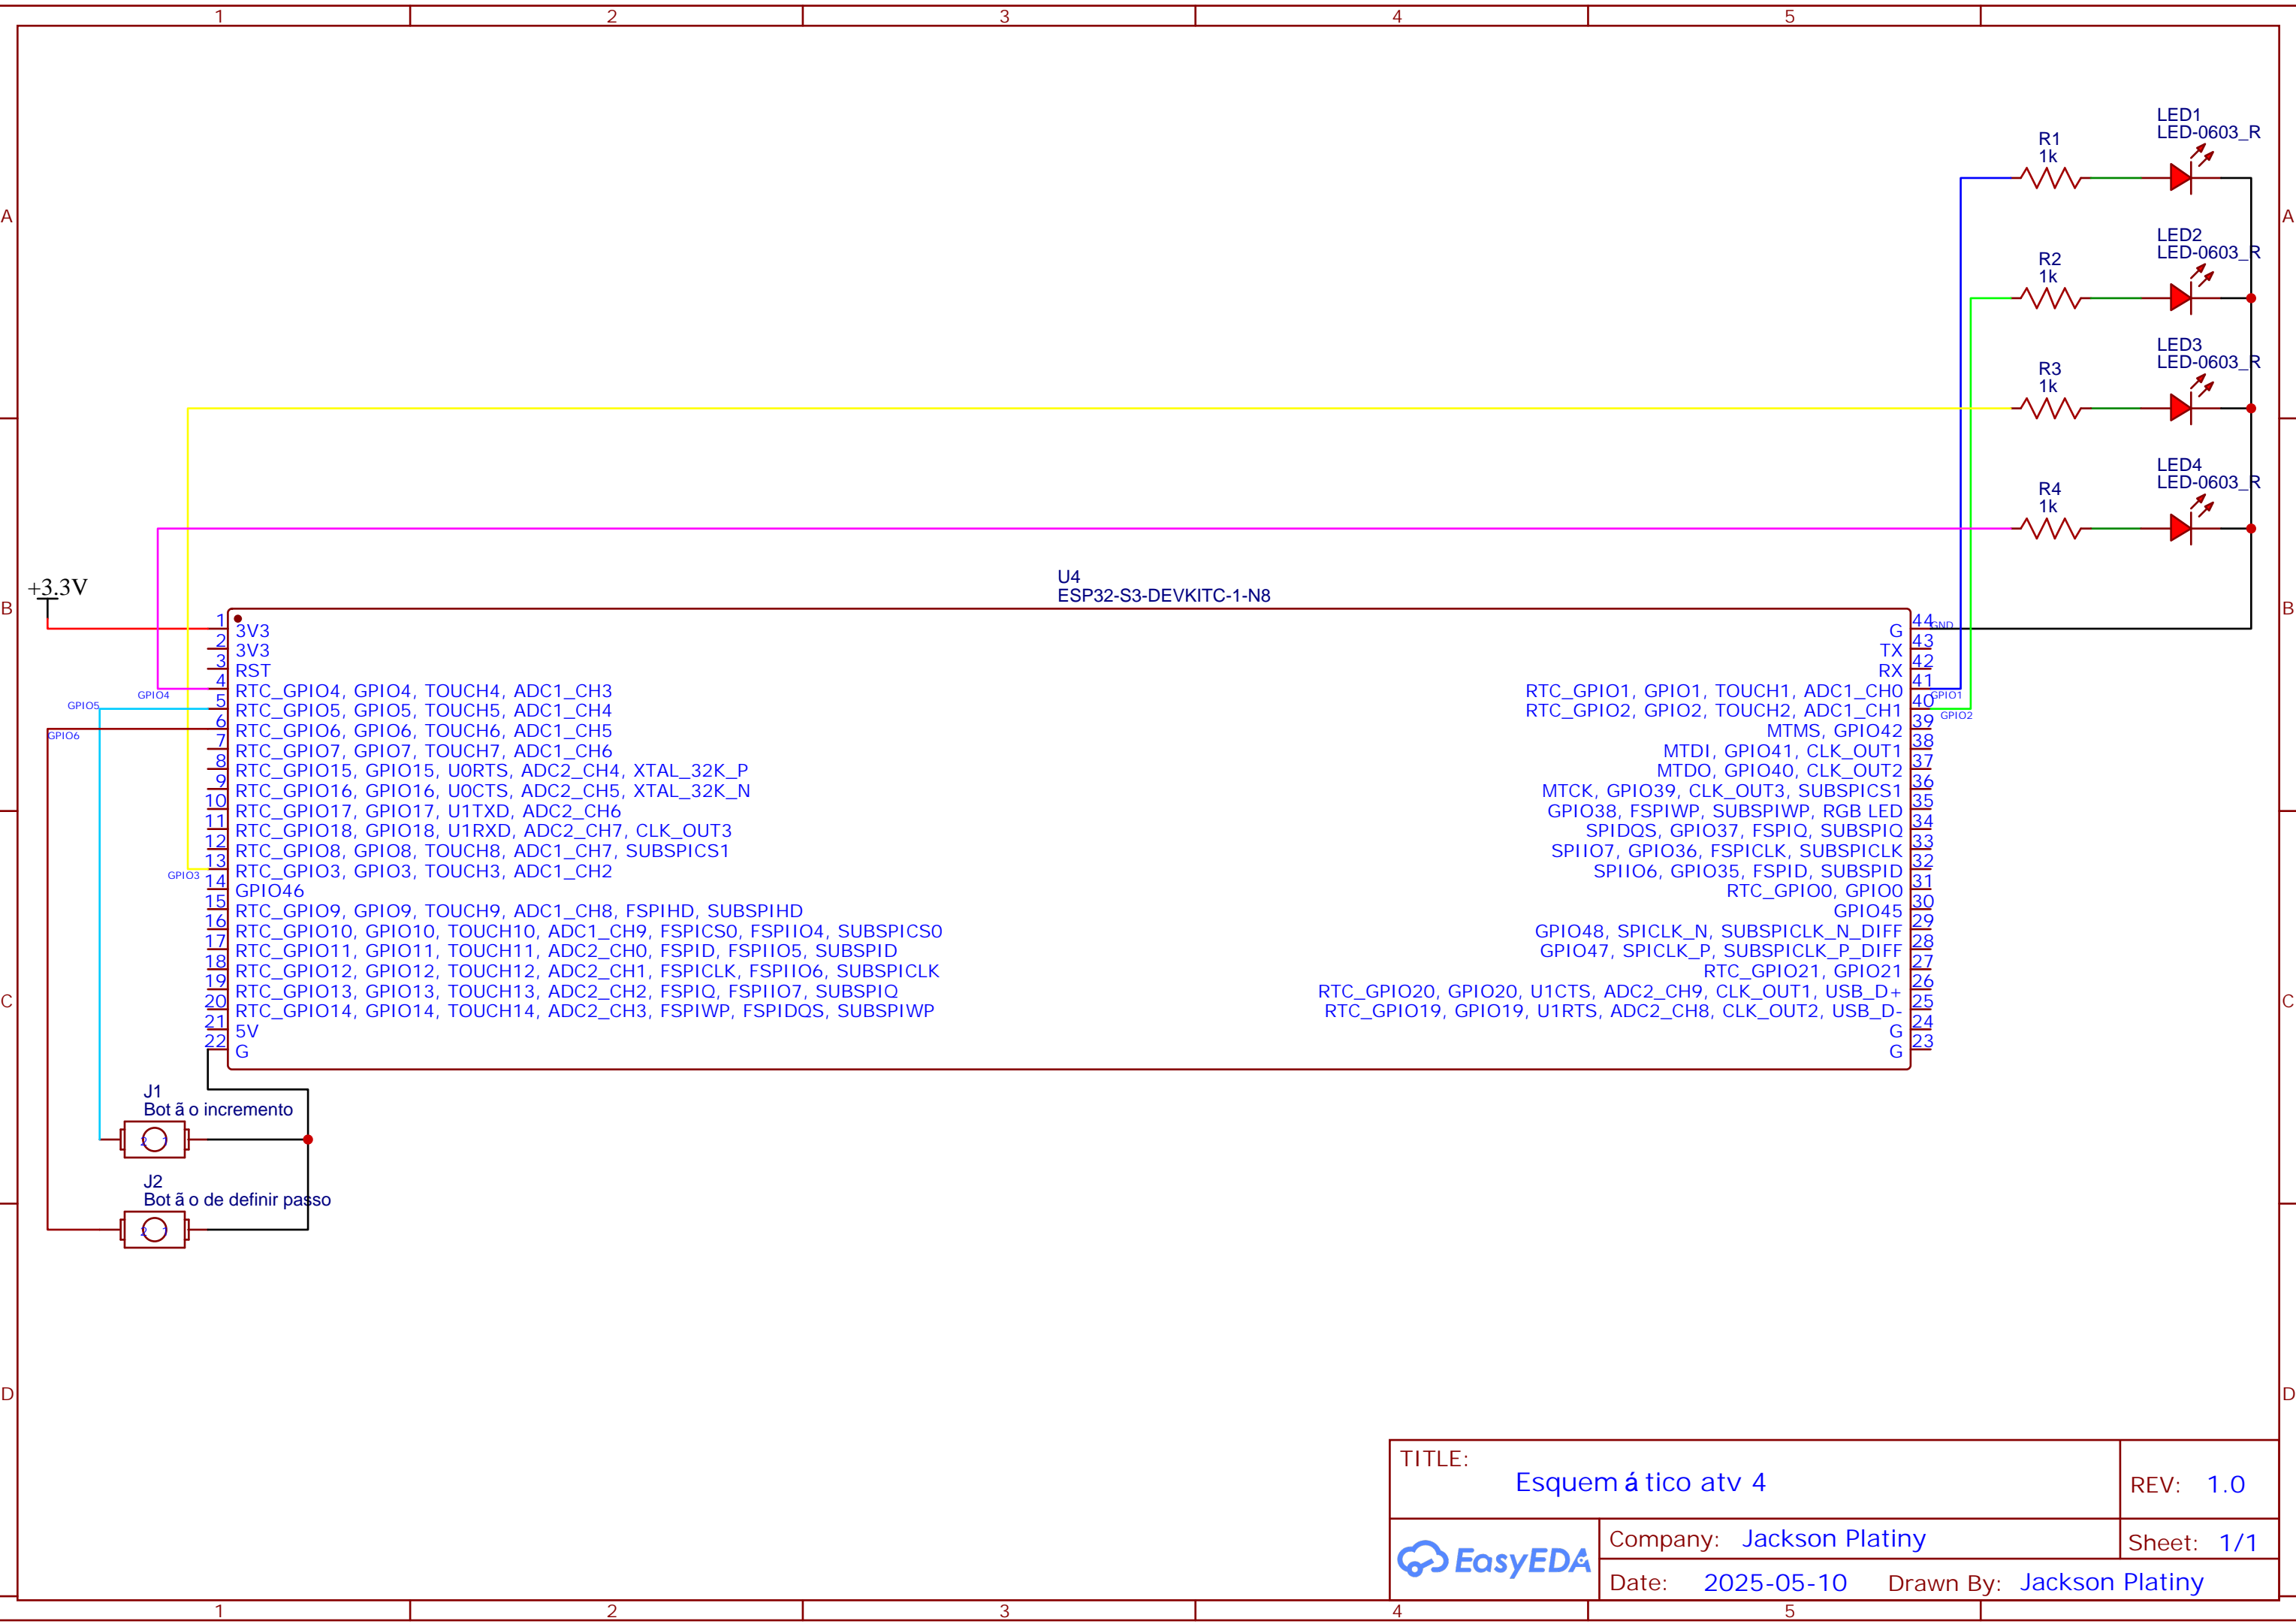 1 2 3 4 5
A A
B B
C C
D D
LED1
LED-0603_R
R1
1k
LED2
LED-0603_R
R2
1k
LED3
LED-0603_R
R3
1k
LED4
LED-0603_R
R4
1k
+3.3V
U4
ESP32-S3-DEVKITC-1-N8
1 3V3
2 3V3
3 RST
4 RTC_GPIO4, GPIO4, TOUCH4, ADC1_CH3
GPIO4
5 RTC_GPIO5, GPIO5, TOUCH5, ADC1_CH4
GPIO5
6 RTC_GPIO6, GPIO6, TOUCH6, ADC1_CH5
GPIO6
7 RTC_GPIO7, GPIO7, TOUCH7, ADC1_CH6
8 RTC_GPIO15, GPIO15, U0RTS, ADC2_CH4, XTAL_32K_P
9 RTC_GPIO16, GPIO16, U0CTS, ADC2_CH5, XTAL_32K_N
10 RTC_GPIO17, GPIO17, U1TXD, ADC2_CH6
11 RTC_GPIO18, GPIO18, U1RXD, ADC2_CH7, CLK_OUT3
12 RTC_GPIO8, GPIO8, TOUCH8, ADC1_CH7, SUBSPICS1
13 RTC_GPIO3, GPIO3, TOUCH3, ADC1_CH2
GPIO3
14 GPIO46
15 RTC_GPIO9, GPIO9, TOUCH9, ADC1_CH8, FSPIHD, SUBSPIHD
16 RTC_GPIO10, GPIO10, TOUCH10, ADC1_CH9, FSPICS0, FSPIIO4, SUBSPICS0
17 RTC_GPIO11, GPIO11, TOUCH11, ADC2_CH0, FSPID, FSPIIO5, SUBSPID
18 RTC_GPIO12, GPIO12, TOUCH12, ADC2_CH1, FSPICLK, FSPIIO6, SUBSPICLK
19 RTC_GPIO13, GPIO13, TOUCH13, ADC2_CH2, FSPIQ, FSPIIO7, SUBSPIQ
20 RTC_GPIO14, GPIO14, TOUCH14, ADC2_CH3, FSPIWP, FSPIDQS, SUBSPIWP
21 5V
22 G
G 44
GND
TX 43
RX 42
RTC_GPIO1, GPIO1, TOUCH1, ADC1_CH0 41
GPIO1
RTC_GPIO2, GPIO2, TOUCH2, ADC1_CH1 40
GPIO2
MTMS, GPIO42 39
MTDI, GPIO41, CLK_OUT1 38
MTDO, GPIO40, CLK_OUT2 37
MTCK, GPIO39, CLK_OUT3, SUBSPICS1 36
GPIO38, FSPIWP, SUBSPIWP, RGB LED 35
SPIDQS, GPIO37, FSPIQ, SUBSPIQ 34
SPIIO7, GPIO36, FSPICLK, SUBSPICLK 33
SPIIO6, GPIO35, FSPID, SUBSPID 32
RTC_GPIO0, GPIO0 31
GPIO45 30
GPIO48, SPICLK_N, SUBSPICLK_N_DIFF 29
GPIO47, SPICLK_P, SUBSPICLK_P_DIFF 28
RTC_GPIO21, GPIO21 27
RTC_GPIO20, GPIO20, U1CTS, ADC2_CH9, CLK_OUT1, USB_D+ 26
RTC_GPIO19, GPIO19, U1RTS, ADC2_CH8, CLK_OUT2, USB_D- 25
G 24
G 23
J1
Botão incremento
2 1
J2
Botão de definir passo
2 1
TITLE:
Esquemático atv 4
REV: 1.0
EasyEDA
Company: Jackson Platiny
Sheet: 1/1
Date: 2025-05-10 Drawn By: Jackson Platiny
1 2 3 4 5